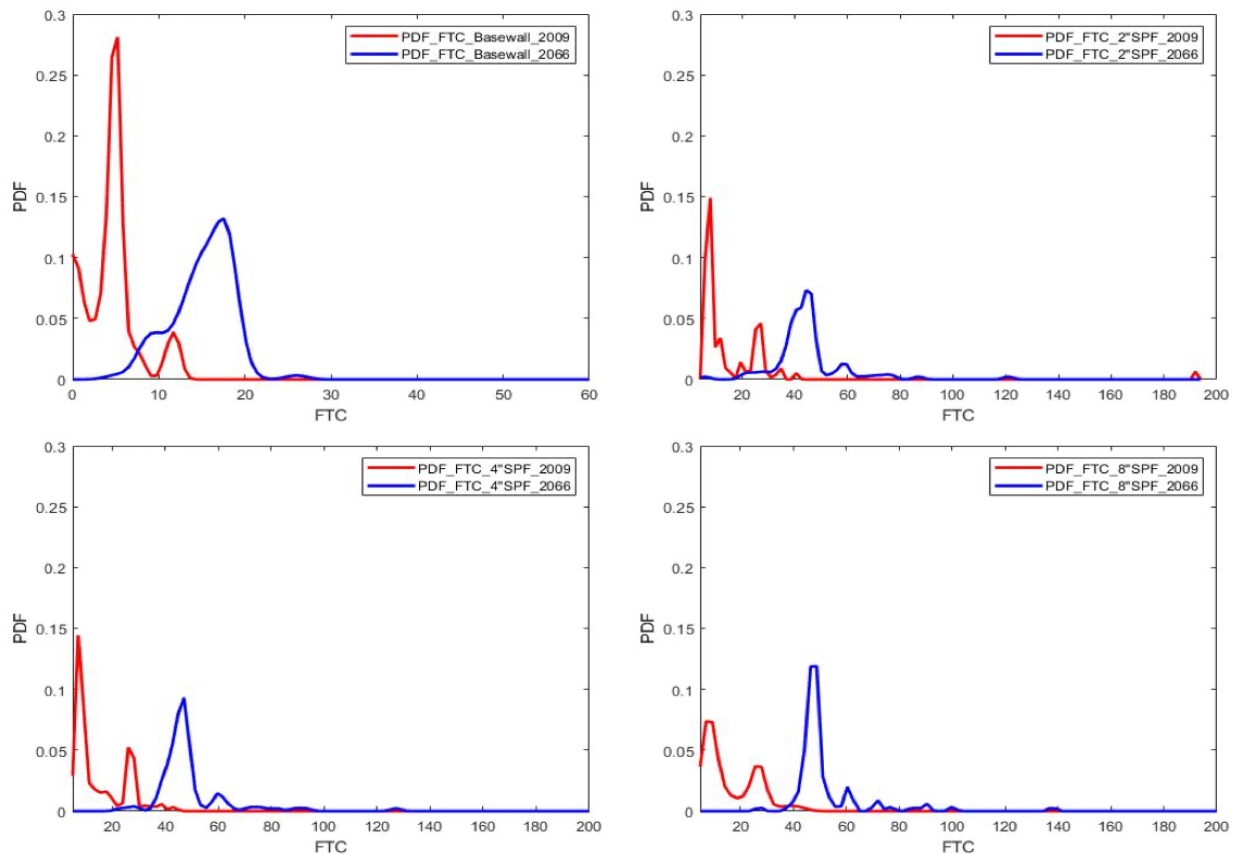 0.3
0.25
0.2
0.15
0.1
0.05
0
PDF
0 10 20 30 40 50 60
FTC
PDF_FTC_Basewall_2009
PDF_FTC_Basewall_2066
0.3
0.25
0.2
0.15
0.1
0.05
0
PDF
20 40 60 80 100 120 140 160 180 200
FTC
PDF_FTC_2"SPF_2009
PDF_FTC_2"SPF_2066
0.3
0.25
0.2
0.15
0.1
0.05
0
PDF
20 40 60 80 100 120 140 160 180 200
FTC
PDF_FTC_4"SPF_2009
PDF_FTC_4"SPF_2066
0.3
0.25
0.2
0.15
0.1
0.05
0
PDF
20 40 60 80 100 120 140 160 180 200
FTC
PDF_FTC_8"SPF_2009
PDF_FTC_8"SPF_2066